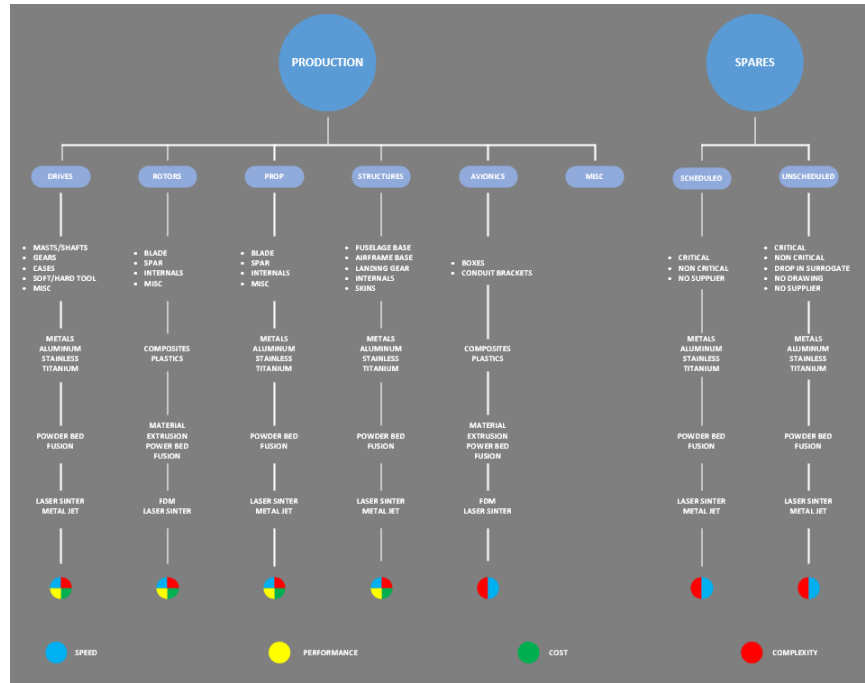 PRODUCTION
SPARES
DRIVES
ROTORS
PROP
STRUCTURES
AVIONICS
MISC
SCHEDULED
UNSCHEDULED
• MASTS/SHAFTS
• GEARS
• CASES
• SOFT/HARD TOOL
• MISC
• BLADE
• SPAR
• INTERNALS
• MISC
• BLADE
• SPAR
• INTERNALS
• MISC
• FUSELAGE BASE
• AIRFRAME BASE
• LANDING GEAR
• INTERNALS
• SKINS
• BOXES
• CONDUIT BRACKETS
• CRITICAL
• NON CRITICAL
• NO SUPPLIER
• CRITICAL
• NON CRITICAL
• DROP IN SURROGATE
• NO DRAWING
• NO SUPPLIER
METALS
ALUMINUM
STAINLESS
TITANIUM
COMPOSITES
PLASTICS
METALS
ALUMINUM
STAINLESS
TITANIUM
METALS
ALUMINUM
STAINLESS
TITANIUM
COMPOSITES
PLASTICS
METALS
ALUMINUM
STAINLESS
TITANIUM
METALS
ALUMINUM
STAINLESS
TITANIUM
POWDER BED
FUSION
MATERIAL
EXTRUSION
POWER BED
FUSION
POWDER BED
FUSION
POWDER BED
FUSION
MATERIAL
EXTRUSION
POWER BED
FUSION
POWDER BED
FUSION
POWDER BED
FUSION
LASER SINTER
METAL JET
FDM
LASER SINTER
LASER SINTER
METAL JET
LASER SINTER
METAL JET
FDM
LASER SINTER
LASER SINTER
METAL JET
LASER SINTER
METAL JET
SPEED
PERFORMANCE
COST
COMPLEXITY